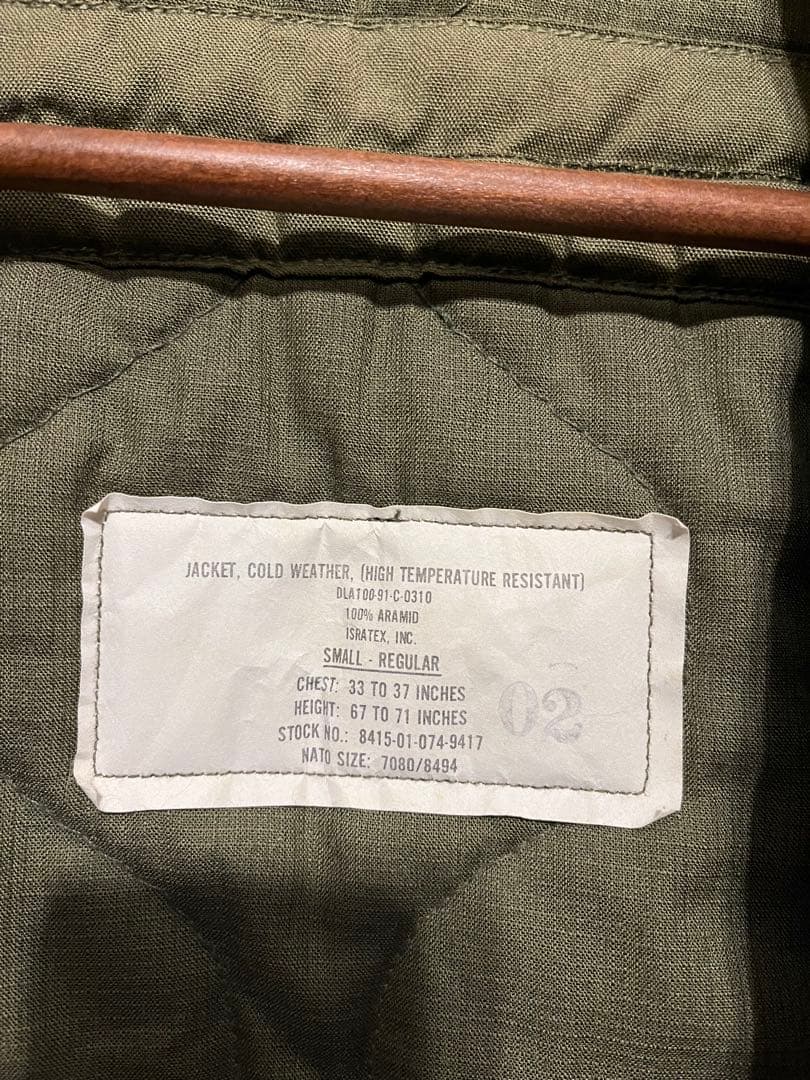 JACKET, COLD WEATHER, (HIGH TEMPERATURE RESISTANT)
DLA100-91-C-0310
100% ARAMID
ISRATEX, INC.
SMALL - REGULAR
CHEST: 33 TO 37 INCHES
HEIGHT: 67 TO 71 INCHES
STOCK NO.: 8415-01-074-9417
NATO SIZE: 7080/8494
02